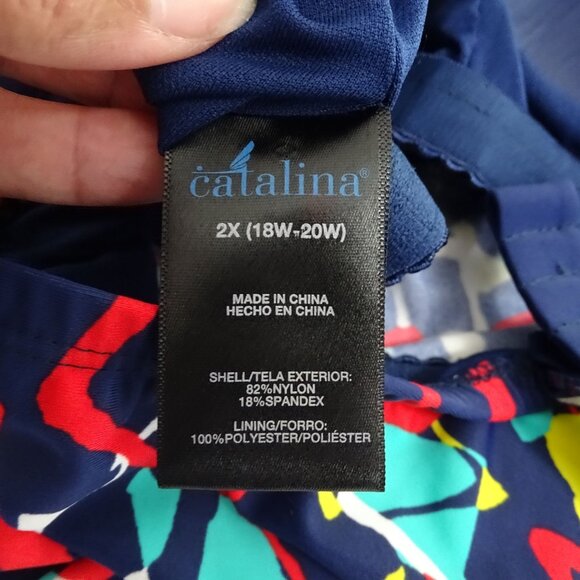 catalina®
2X (18W-20W)
MADE IN CHINA
HECHO EN CHINA
SHELL/TELA EXTERIOR:
82%NYLON
18%SPANDEX
LINING/FORRO:
100%POLYESTER/POLIÉSTER